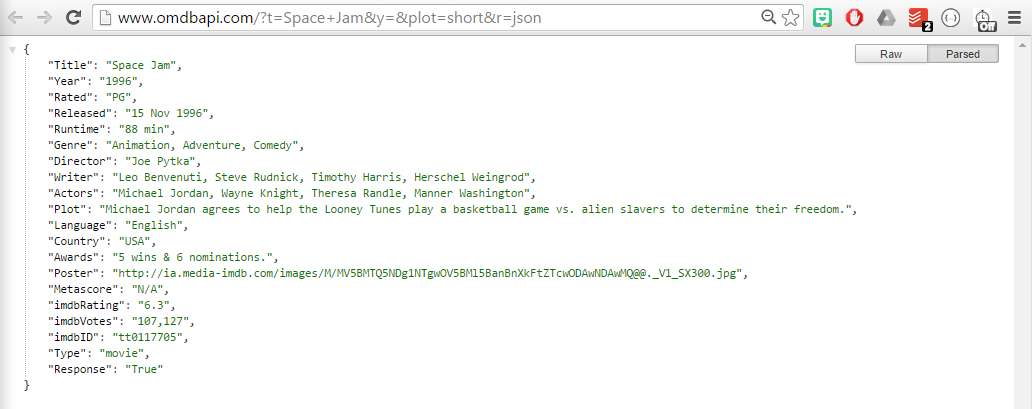 www.omdbapi.com/?t=Space+Jam&y=&plot=short&r=json
2
Off
Raw Parsed
{
"Title": "Space Jam",
"Year": "1996",
"Rated": "PG",
"Released": "15 Nov 1996",
"Runtime": "88 min",
"Genre": "Animation, Adventure, Comedy",
"Director": "Joe Pytka",
"Writer": "Leo Benvenuti, Steve Rudnick, Timothy Harris, Herschel Weingrod",
"Actors": "Michael Jordan, Wayne Knight, Theresa Randle, Manner Washington",
"Plot": "Michael Jordan agrees to help the Looney Tunes play a basketball game vs. alien slavers to determine their freedom.",
"Language": "English",
"Country": "USA",
"Awards": "5 wins & 6 nominations.",
"Poster": "http://ia.media-imdb.com/images/M/MV5BMTQ5NDg1NTgwOV5BMl5BanBnXkFtZTcwODAwNDAwMQ@@._V1_SX300.jpg",
"Metascore": "N/A",
"imdbRating": "6.3",
"imdbVotes": "107,127",
"imdbID": "tt0117705",
"Type": "movie",
"Response": "True"
}